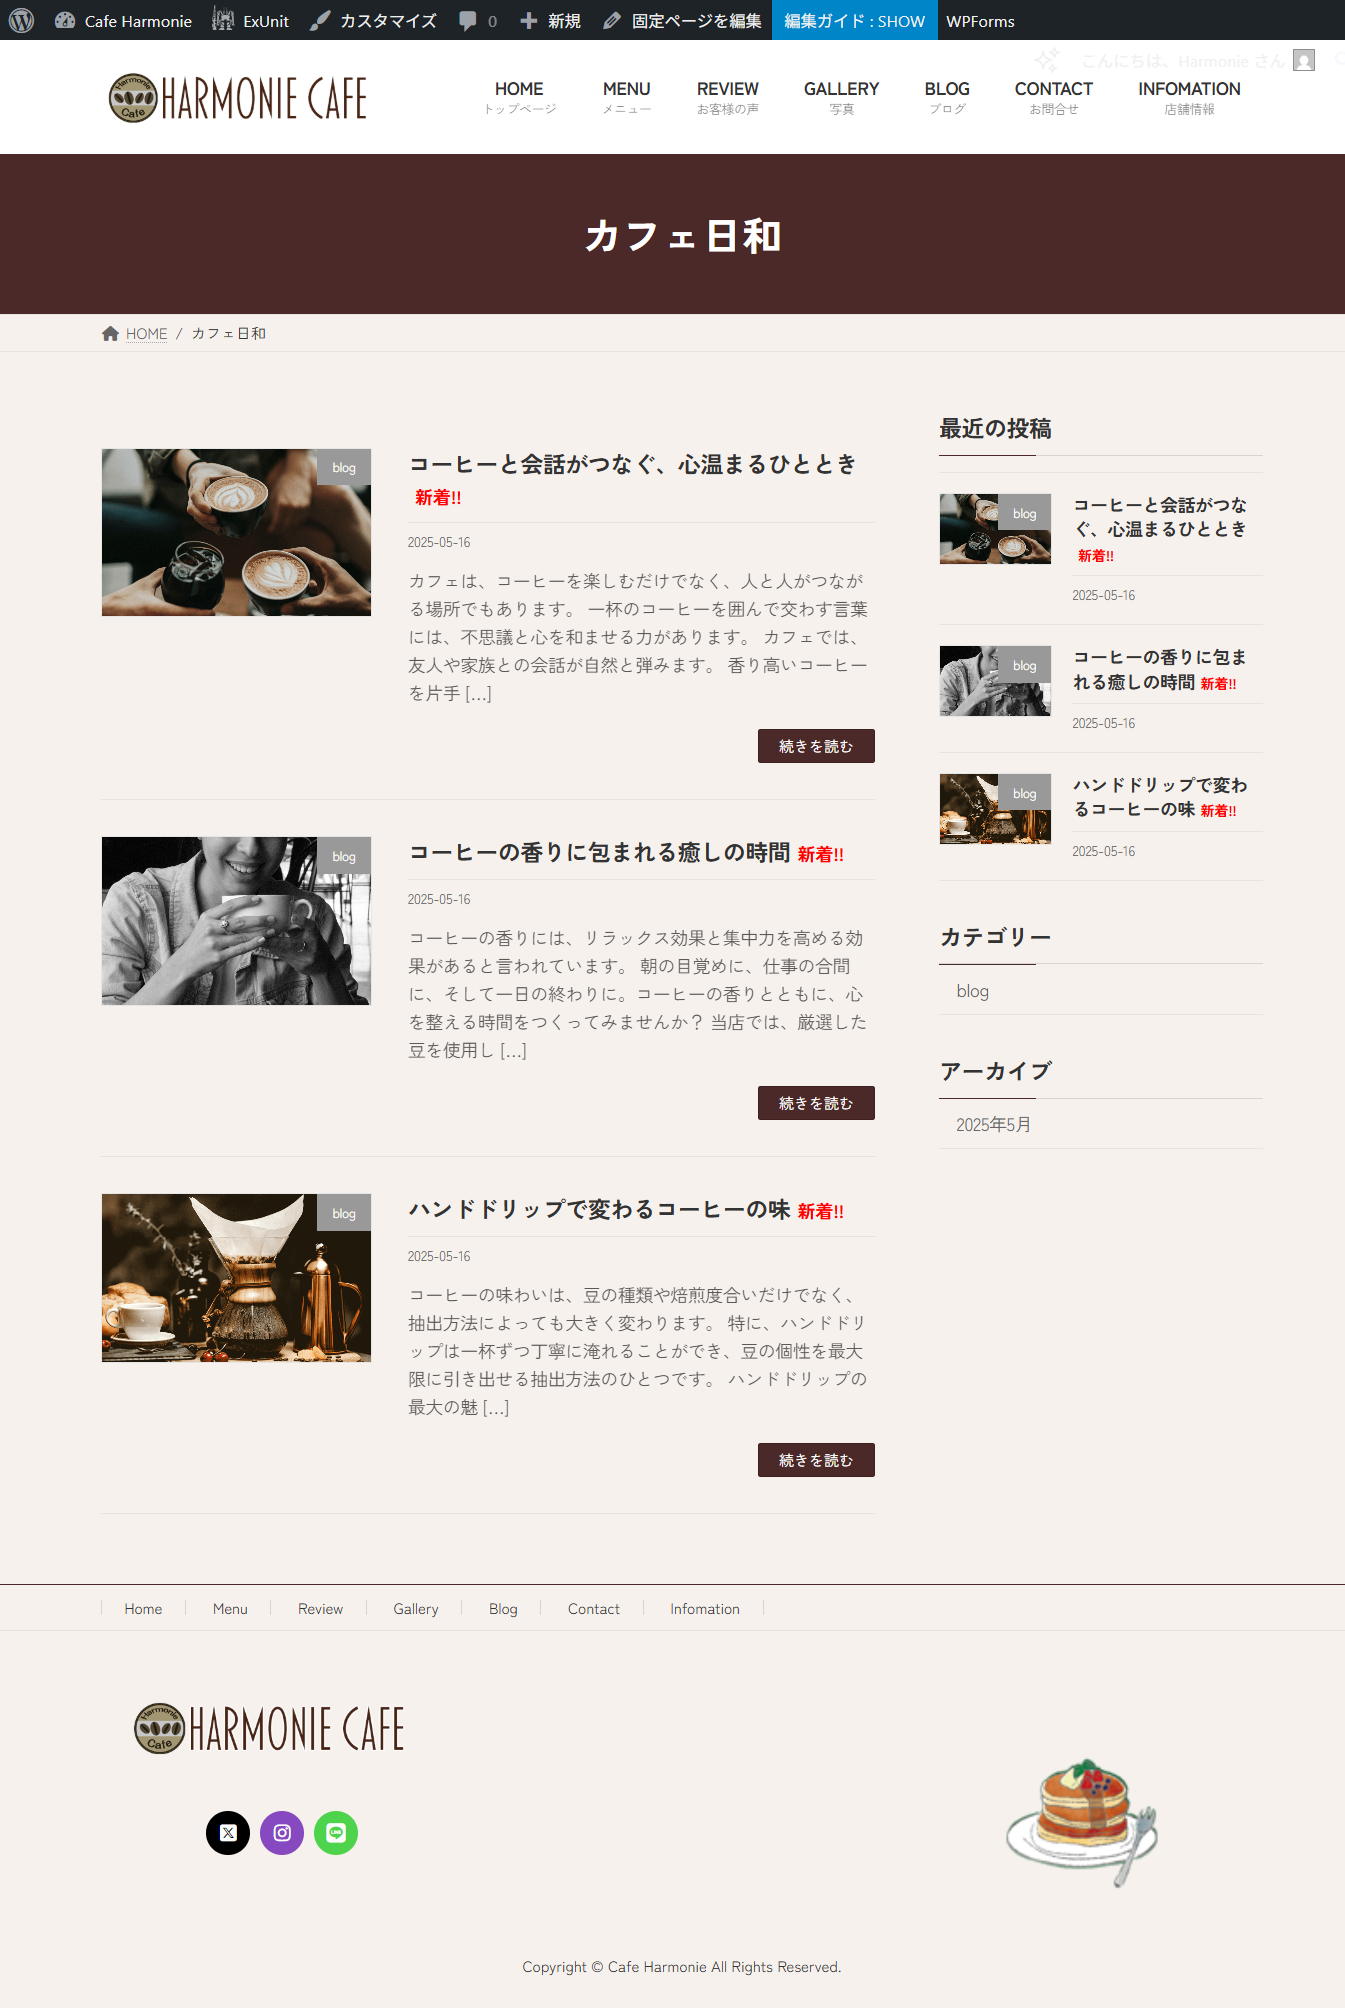 Cafe Harmonie ExUnit カスタマイズ 0 新規 固定ページを編集 編集ガイド : SHOW WPForms
こんにちは、Harmonie さん
Harmonie Cafe HARMONIE CAFE
HOME MENU REVIEW GALLERY BLOG CONTACT INFOMATION
トップページ メニュー お客様の声 写真 ブログ お問合せ 店舗情報
カフェ日和
HOME / カフェ日和
blog
コーヒーと会話がつなぐ、心温まるひととき
新着!!
2025-05-16
カフェは、コーヒーを楽しむだけでなく、人と人がつなが
る場所でもあります。 一杯のコーヒーを囲んで交わす言葉
には、不思議と心を和ませる力があります。 カフェでは、
友人や家族との会話が自然と弾みます。 香り高いコーヒー
を片手 [...]
続きを読む
blog
コーヒーの香りに包まれる癒しの時間 新着!!
2025-05-16
コーヒーの香りには、リラックス効果と集中力を高める効
果があると言われています。 朝の目覚めに、仕事の合間
に、そして一日の終わりに。コーヒーの香りとともに、心
を整える時間をつくってみませんか？ 当店では、厳選した
豆を使用し [...]
続きを読む
blog
ハンドドリップで変わるコーヒーの味 新着!!
2025-05-16
コーヒーの味わいは、豆の種類や焙煎度合いだけでなく、
抽出方法によっても大きく変わります。 特に、ハンドドリ
ップは一杯ずつ丁寧に淹れることができ、豆の個性を最大
限に引き出せる抽出方法のひとつです。 ハンドドリップの
最大の魅 [...]
続きを読む
最近の投稿
blog
コーヒーと会話がつな
ぐ、心温まるひととき
新着!!
2025-05-16
blog
コーヒーの香りに包ま
れる癒しの時間 新着!!
2025-05-16
blog
ハンドドリップで変わ
るコーヒーの味 新着!!
2025-05-16
カテゴリー
blog
アーカイブ
2025年5月
Home Menu Review Gallery Blog Contact Infomation
Harmonie Cafe HARMONIE CAFE
LINE
Copyright © Cafe Harmonie All Rights Reserved.